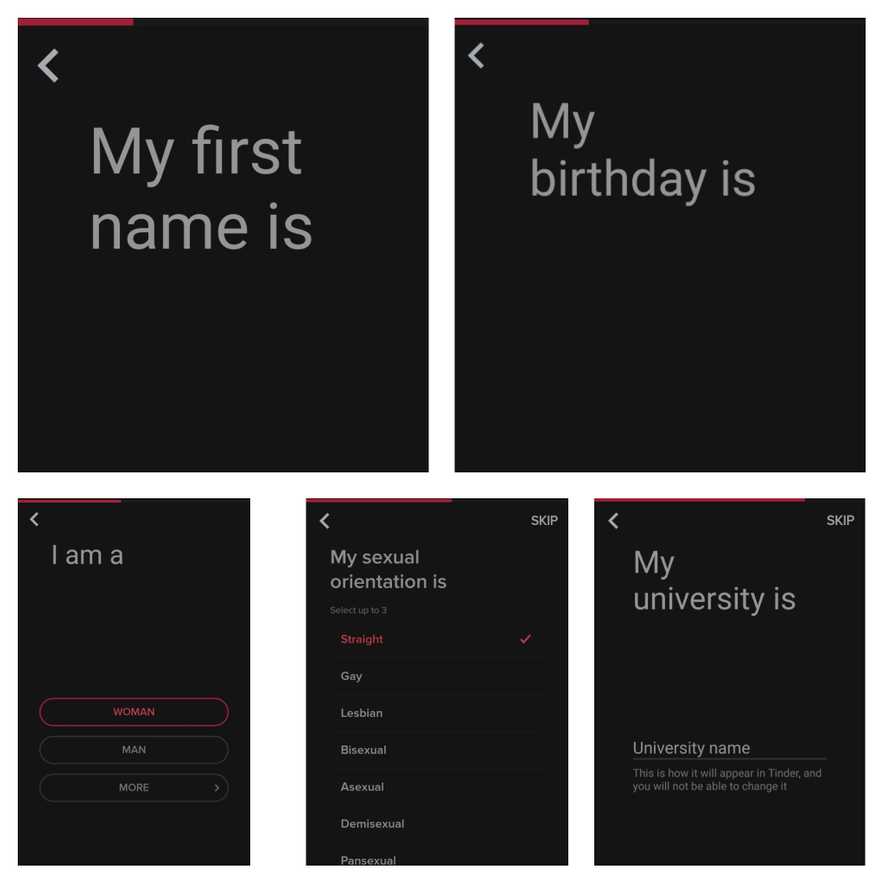 My first
name is
My
birthday is
I am a
WOMAN
MAN
MORE
SKIP
My sexual
orientation is
Select up to 3
Straight
Gay
Lesbian
Bisexual
Asexual
Demisexual
Pansexual
SKIP
My
university is
University name
This is how it will appear in Tinder, and
you will not be able to change it